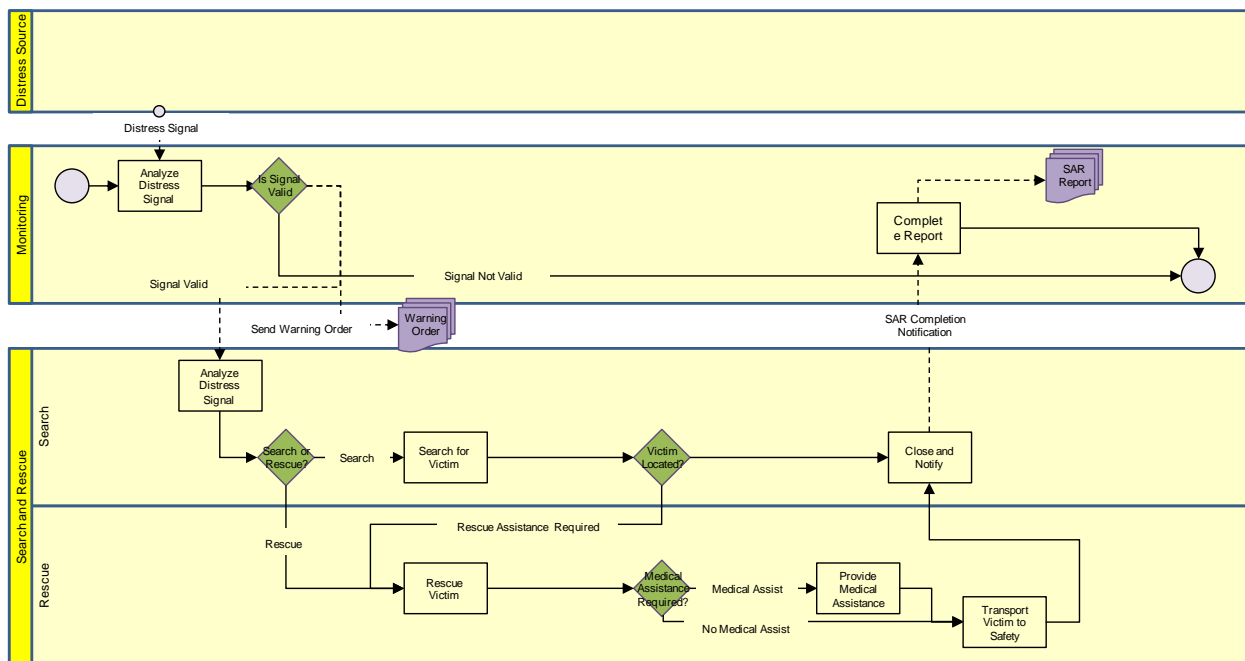 Distress Source
Distress Signal
Monitoring
Analyze
Distress
Signal
Is Signal
Valid
SAR
Report
Complet
e Report
Signal Not Valid
Signal Valid
Send Warning Order
Warning
Order
SAR Completion
Notification
Search and Rescue
Search
Analyze
Distress
Signal
Search or
Rescue?
Search
Search for
Victim
Victim
Located?
Close and
Notify
Rescue
Rescue Assistance Required
Rescue
Rescue
Victim
Medical
Assistance
Required?
Medical Assist
Provide
Medical
Assistance
No Medical Assist
Transport
Victim to
Safety